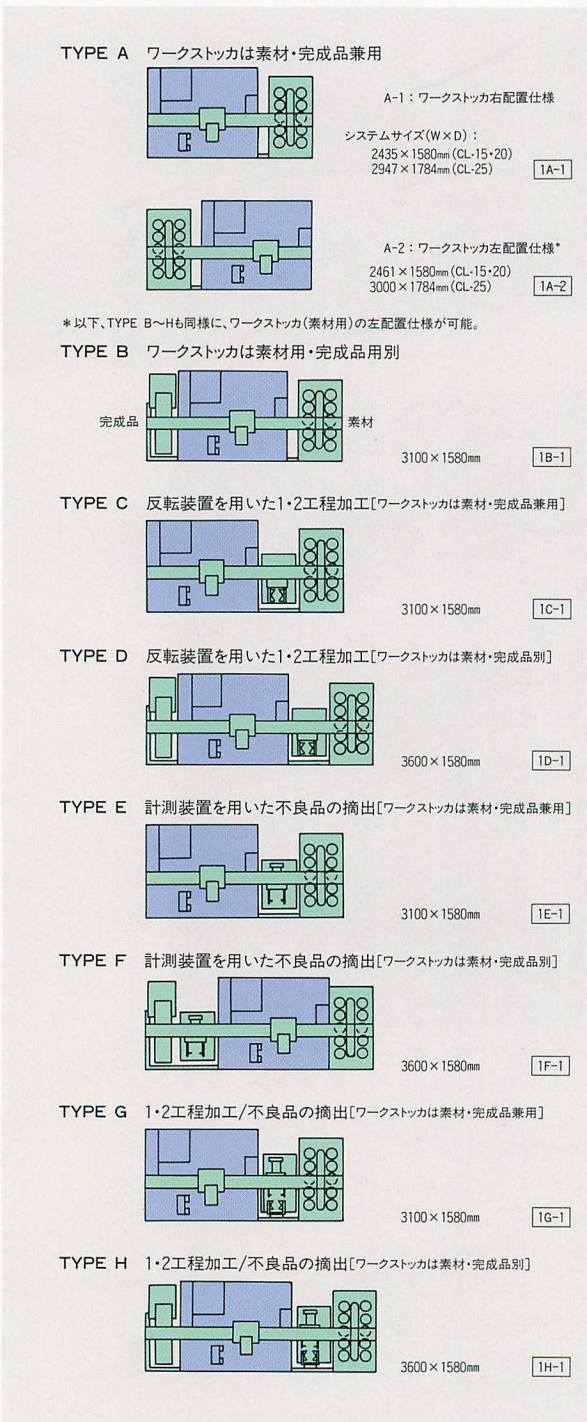 TYPE A ワークストッカは素材・完成品兼用
A-1：ワークストッカ右配置仕様
システムサイズ(W×D)：
2435×1580mm(CL-15・20)
2947×1784mm(CL-25)
1A-1
A-2：ワークストッカ左配置仕様*
2461×1580mm(CL-15・20)
3000×1784mm(CL-25)
1A-2
＊以下、TYPE B〜Hも同様に、ワークストッカ(素材用)の左配置仕様が可能。
TYPE B ワークストッカは素材用・完成品用別
完成品
素材
3100×1580mm
1B-1
TYPE C 反転装置を用いた1・2工程加工[ワークストッカは素材・完成品兼用]
3100×1580mm
1C-1
TYPE D 反転装置を用いた1・2工程加工[ワークストッカは素材・完成品別]
3600×1580mm
1D-1
TYPE E 計測装置を用いた不良品の摘出[ワークストッカは素材・完成品兼用]
3100×1580mm
1E-1
TYPE F 計測装置を用いた不良品の摘出[ワークストッカは素材・完成品別]
3600×1580mm
1F-1
TYPE G 1・2工程加工/不良品の摘出[ワークストッカは素材・完成品兼用]
3100×1580mm
1G-1
TYPE H 1・2工程加工/不良品の摘出[ワークストッカは素材・完成品別]
3600×1580mm
1H-1